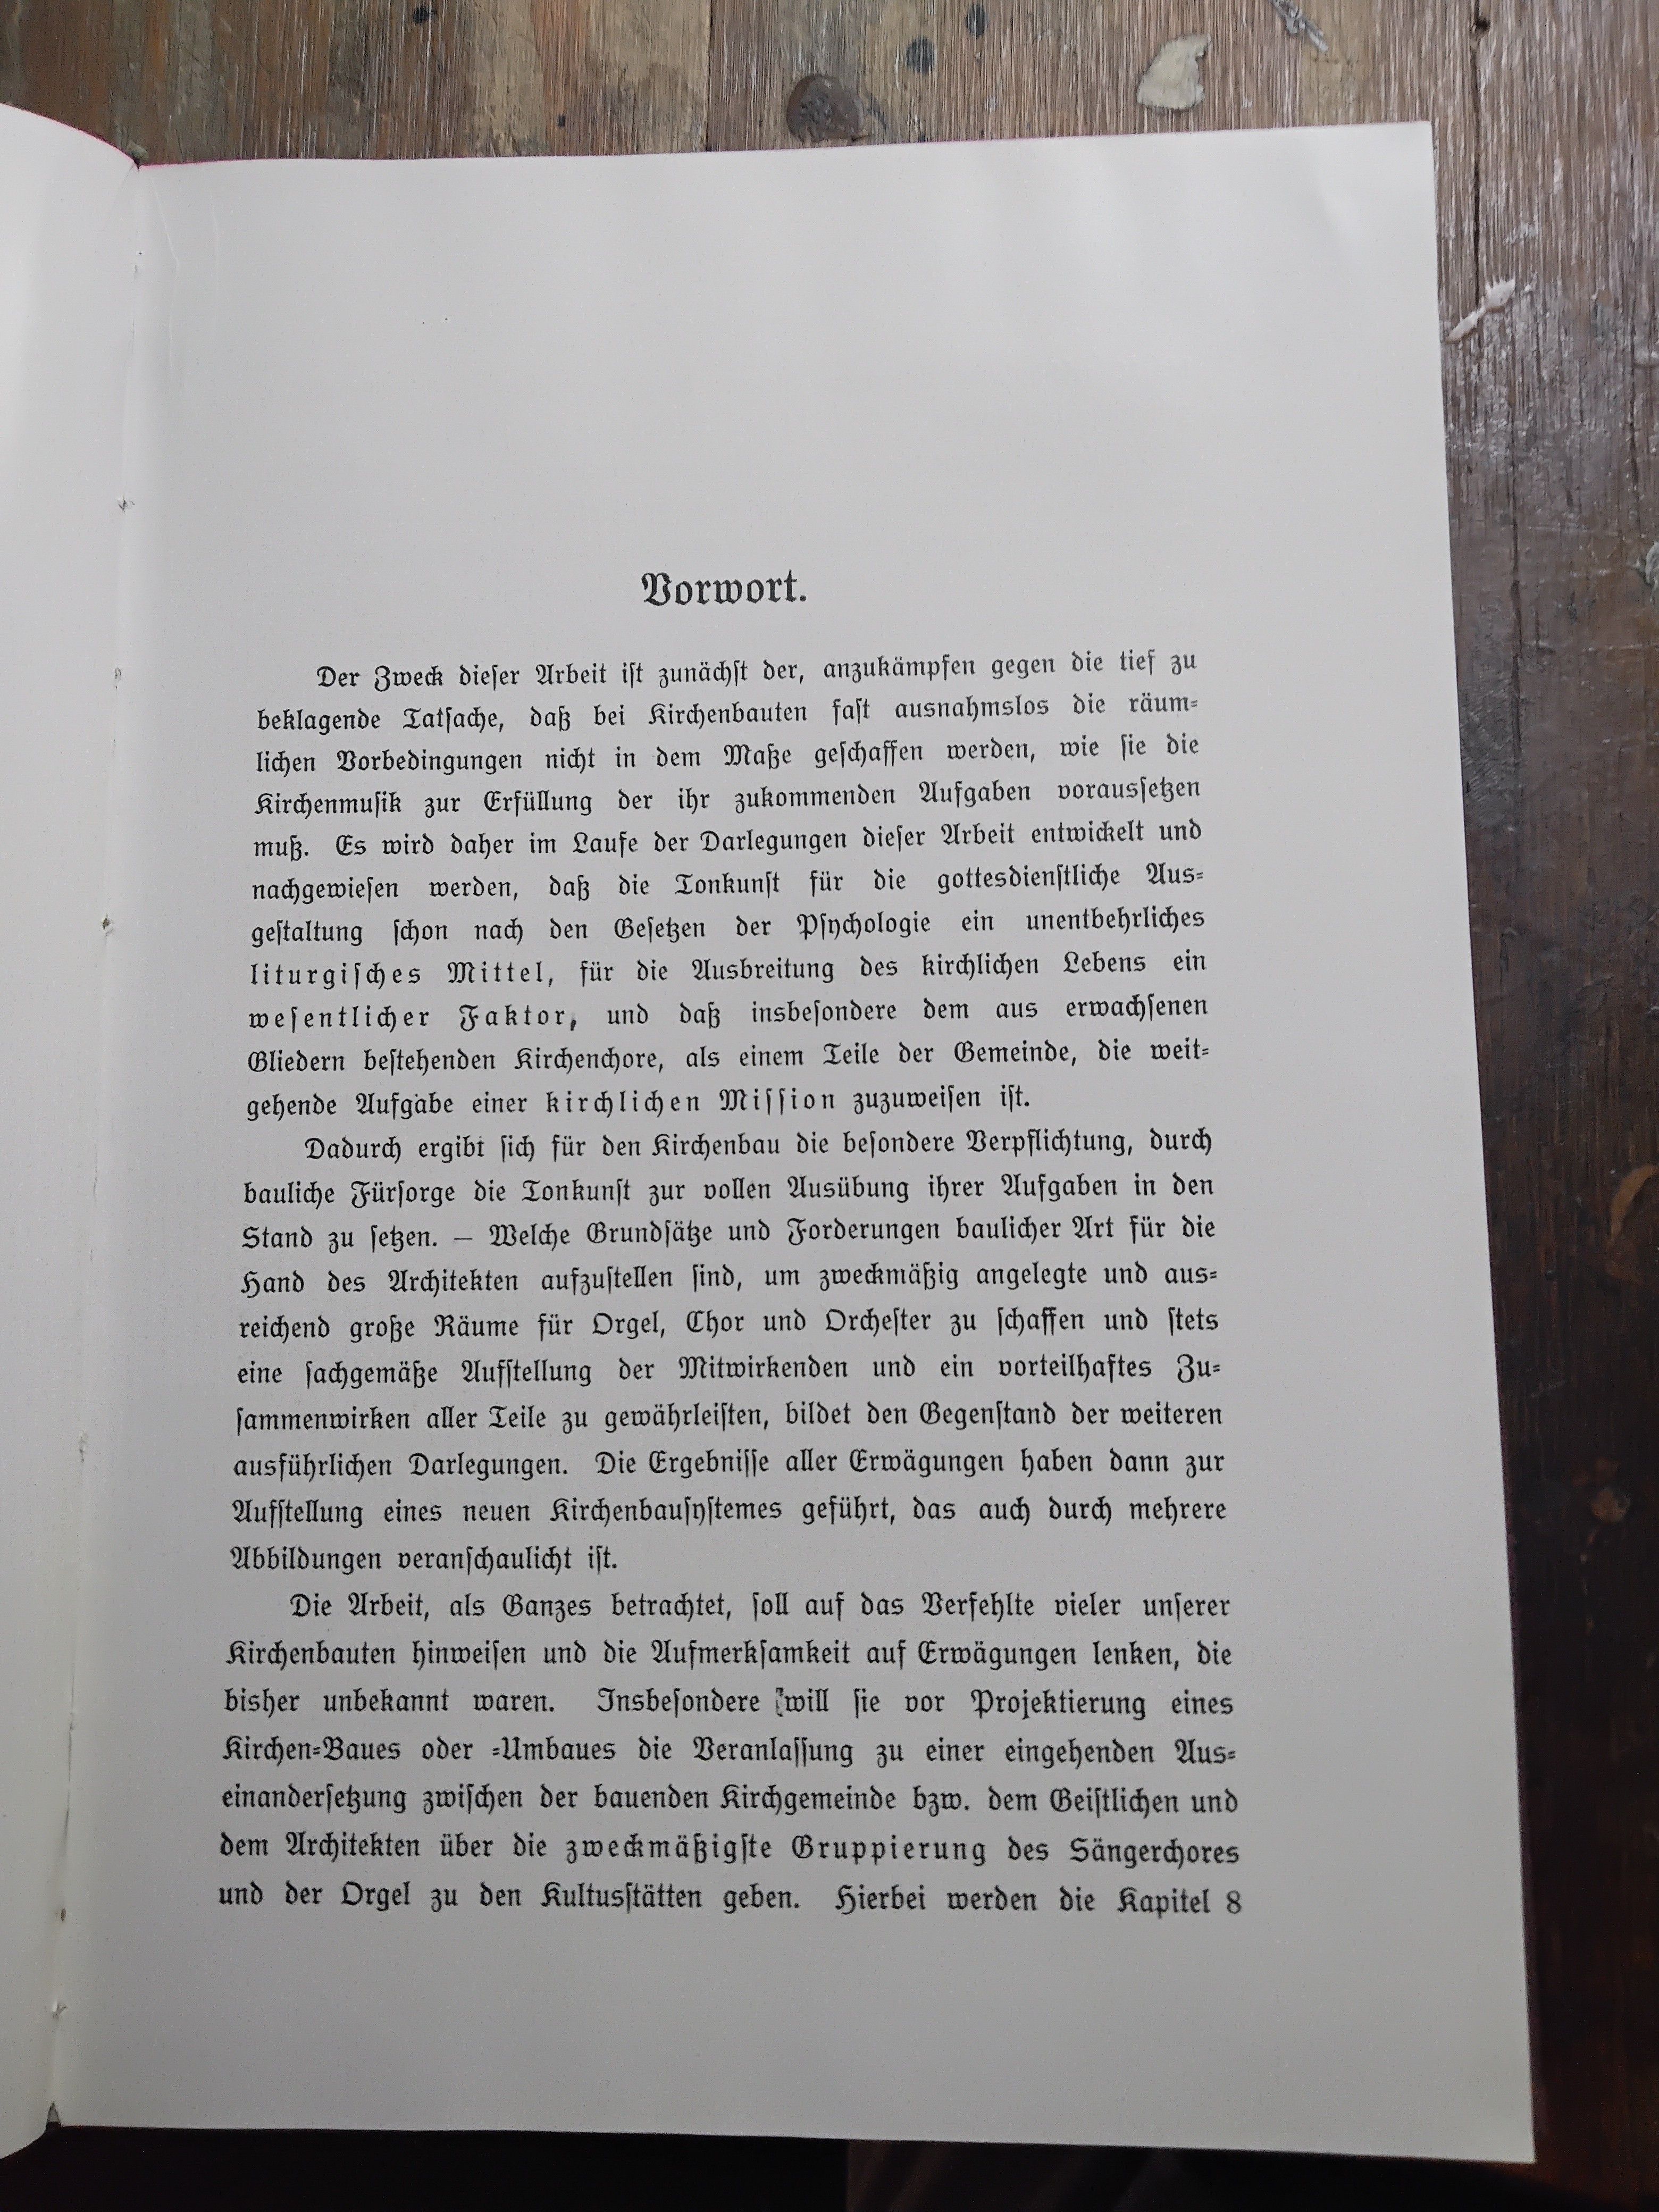 Vorwort.
Der Zweck dieſer Arbeit iſt zunächſt der, anzukämpfen gegen die tief zu
beklagende Tatſache, daß bei Kirchenbauten faſt ausnahmslos die räum⸗
lichen Vorbedingungen nicht in dem Maße geſchaffen werden, wie ſie die
Kirchenmuſik zur Erfüllung der ihr zukommenden Aufgaben vorausſetzen
muß. Es wird daher im Laufe der Darlegungen dieſer Arbeit entwickelt und
nachgewieſen werden, daß die Tonkunſt für die gottesdienſtliche Aus⸗
geſtaltung ſchon nach den Geſetzen der Pſychologie ein unentbehrliches
liturgiſches Mittel, für die Ausbreitung des kirchlichen Lebens ein
weſentlicher Faktor, und daß insbeſondere dem aus erwachſenen
Gliedern beſtehenden Kirchenchore, als einem Teile der Gemeinde, die weit⸗
gehende Aufgabe einer kirchlichen Miſſion zuzuweiſen iſt.
Dadurch ergibt ſich für den Kirchenbau die beſondere Verpflichtung, durch
bauliche Fürſorge die Tonkunſt zur vollen Ausübung ihrer Aufgaben in den
Stand zu ſetzen. — Welche Grundſätze und Forderungen baulicher Art für die
Hand des Architekten aufzuſtellen ſind, um zweckmäßig angelegte und aus⸗
reichend große Räume für Orgel, Chor und Orcheſter zu ſchaffen und ſtets
eine ſachgemäße Aufſtellung der Mitwirkenden und ein vorteilhaftes Zu⸗
ſammenwirken aller Teile zu gewährleiſten, bildet den Gegenſtand der weiteren
ausführlichen Darlegungen. Die Ergebniſſe aller Erwägungen haben dann zur
Aufſtellung eines neuen Kirchenbauſyſtemes geführt, das auch durch mehrere
Abbildungen veranſchaulicht iſt.
Die Arbeit, als Ganzes betrachtet, ſoll auf das Verfehlte vieler unſerer
Kirchenbauten hinweiſen und die Aufmerkſamkeit auf Erwägungen lenken, die
bisher unbekannt waren. Insbeſondere will ſie vor Projektierung eines
Kirchen⸗Baues oder ⸗Umbaues die Veranlaſſung zu einer eingehenden Aus⸗
einanderſetzung zwiſchen der bauenden Kirchgemeinde bzw. dem Geiſtlichen und
dem Architekten über die zweckmäßigſte Gruppierung des Sängerchores
und der Orgel zu den Kultusſtätten geben. Hierbei werden die Kapitel 8